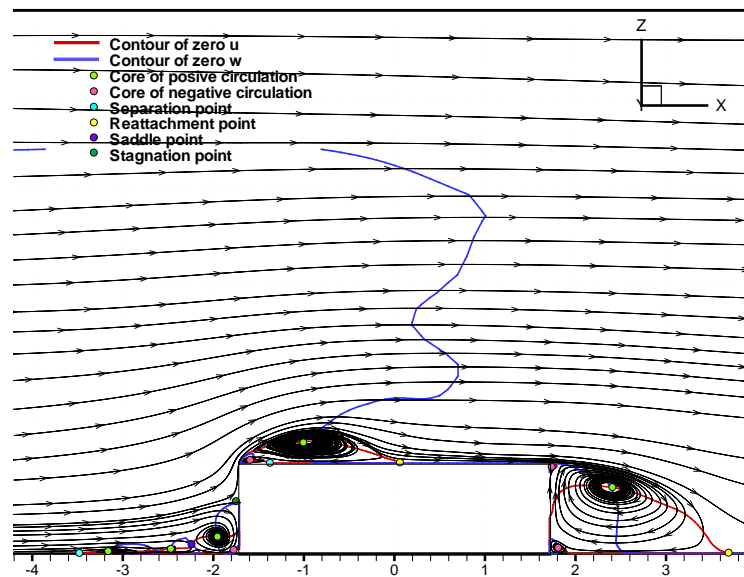 Z
Contour of zero u
Contour of zero w
Core of posive circulation
Core of negative circulation
Separation point
Reattachment point
Saddle point
Stagnation point
Y X
-4 -3 -2 -1 0 1 2 3